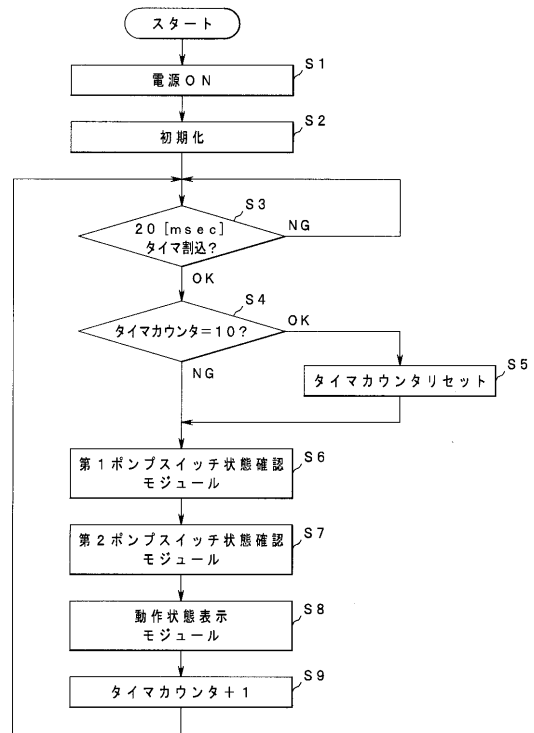 スタート
電源ON
S1
初期化
S2
20[msec]
タイマ割込?
S3
NG
OK
タイマカウンタ=10?
S4
OK
NG
タイマカウンタリセット
S5
第1ポンプスイッチ状態確認
モジュール
S6
第2ポンプスイッチ状態確認
モジュール
S7
動作状態表示
モジュール
S8
タイマカウンタ+1
S9